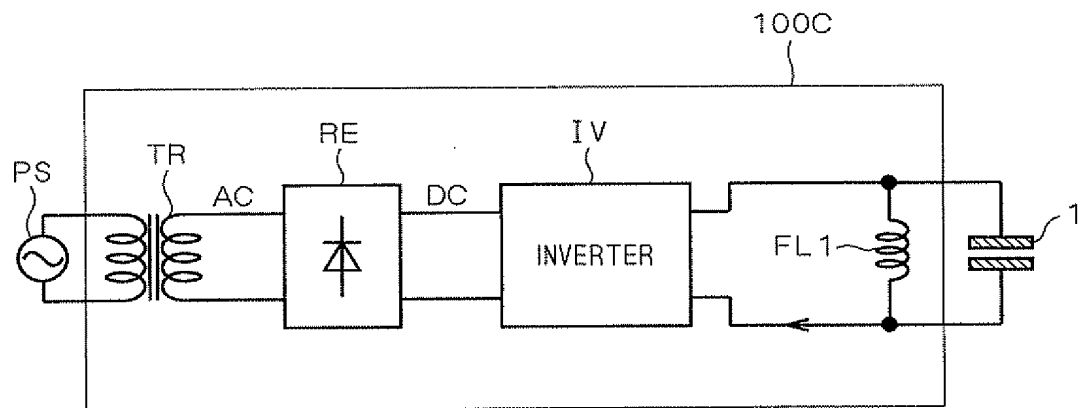 100C
RE
IV
PS
TR
AC
DC
1
INVERTER
FL1